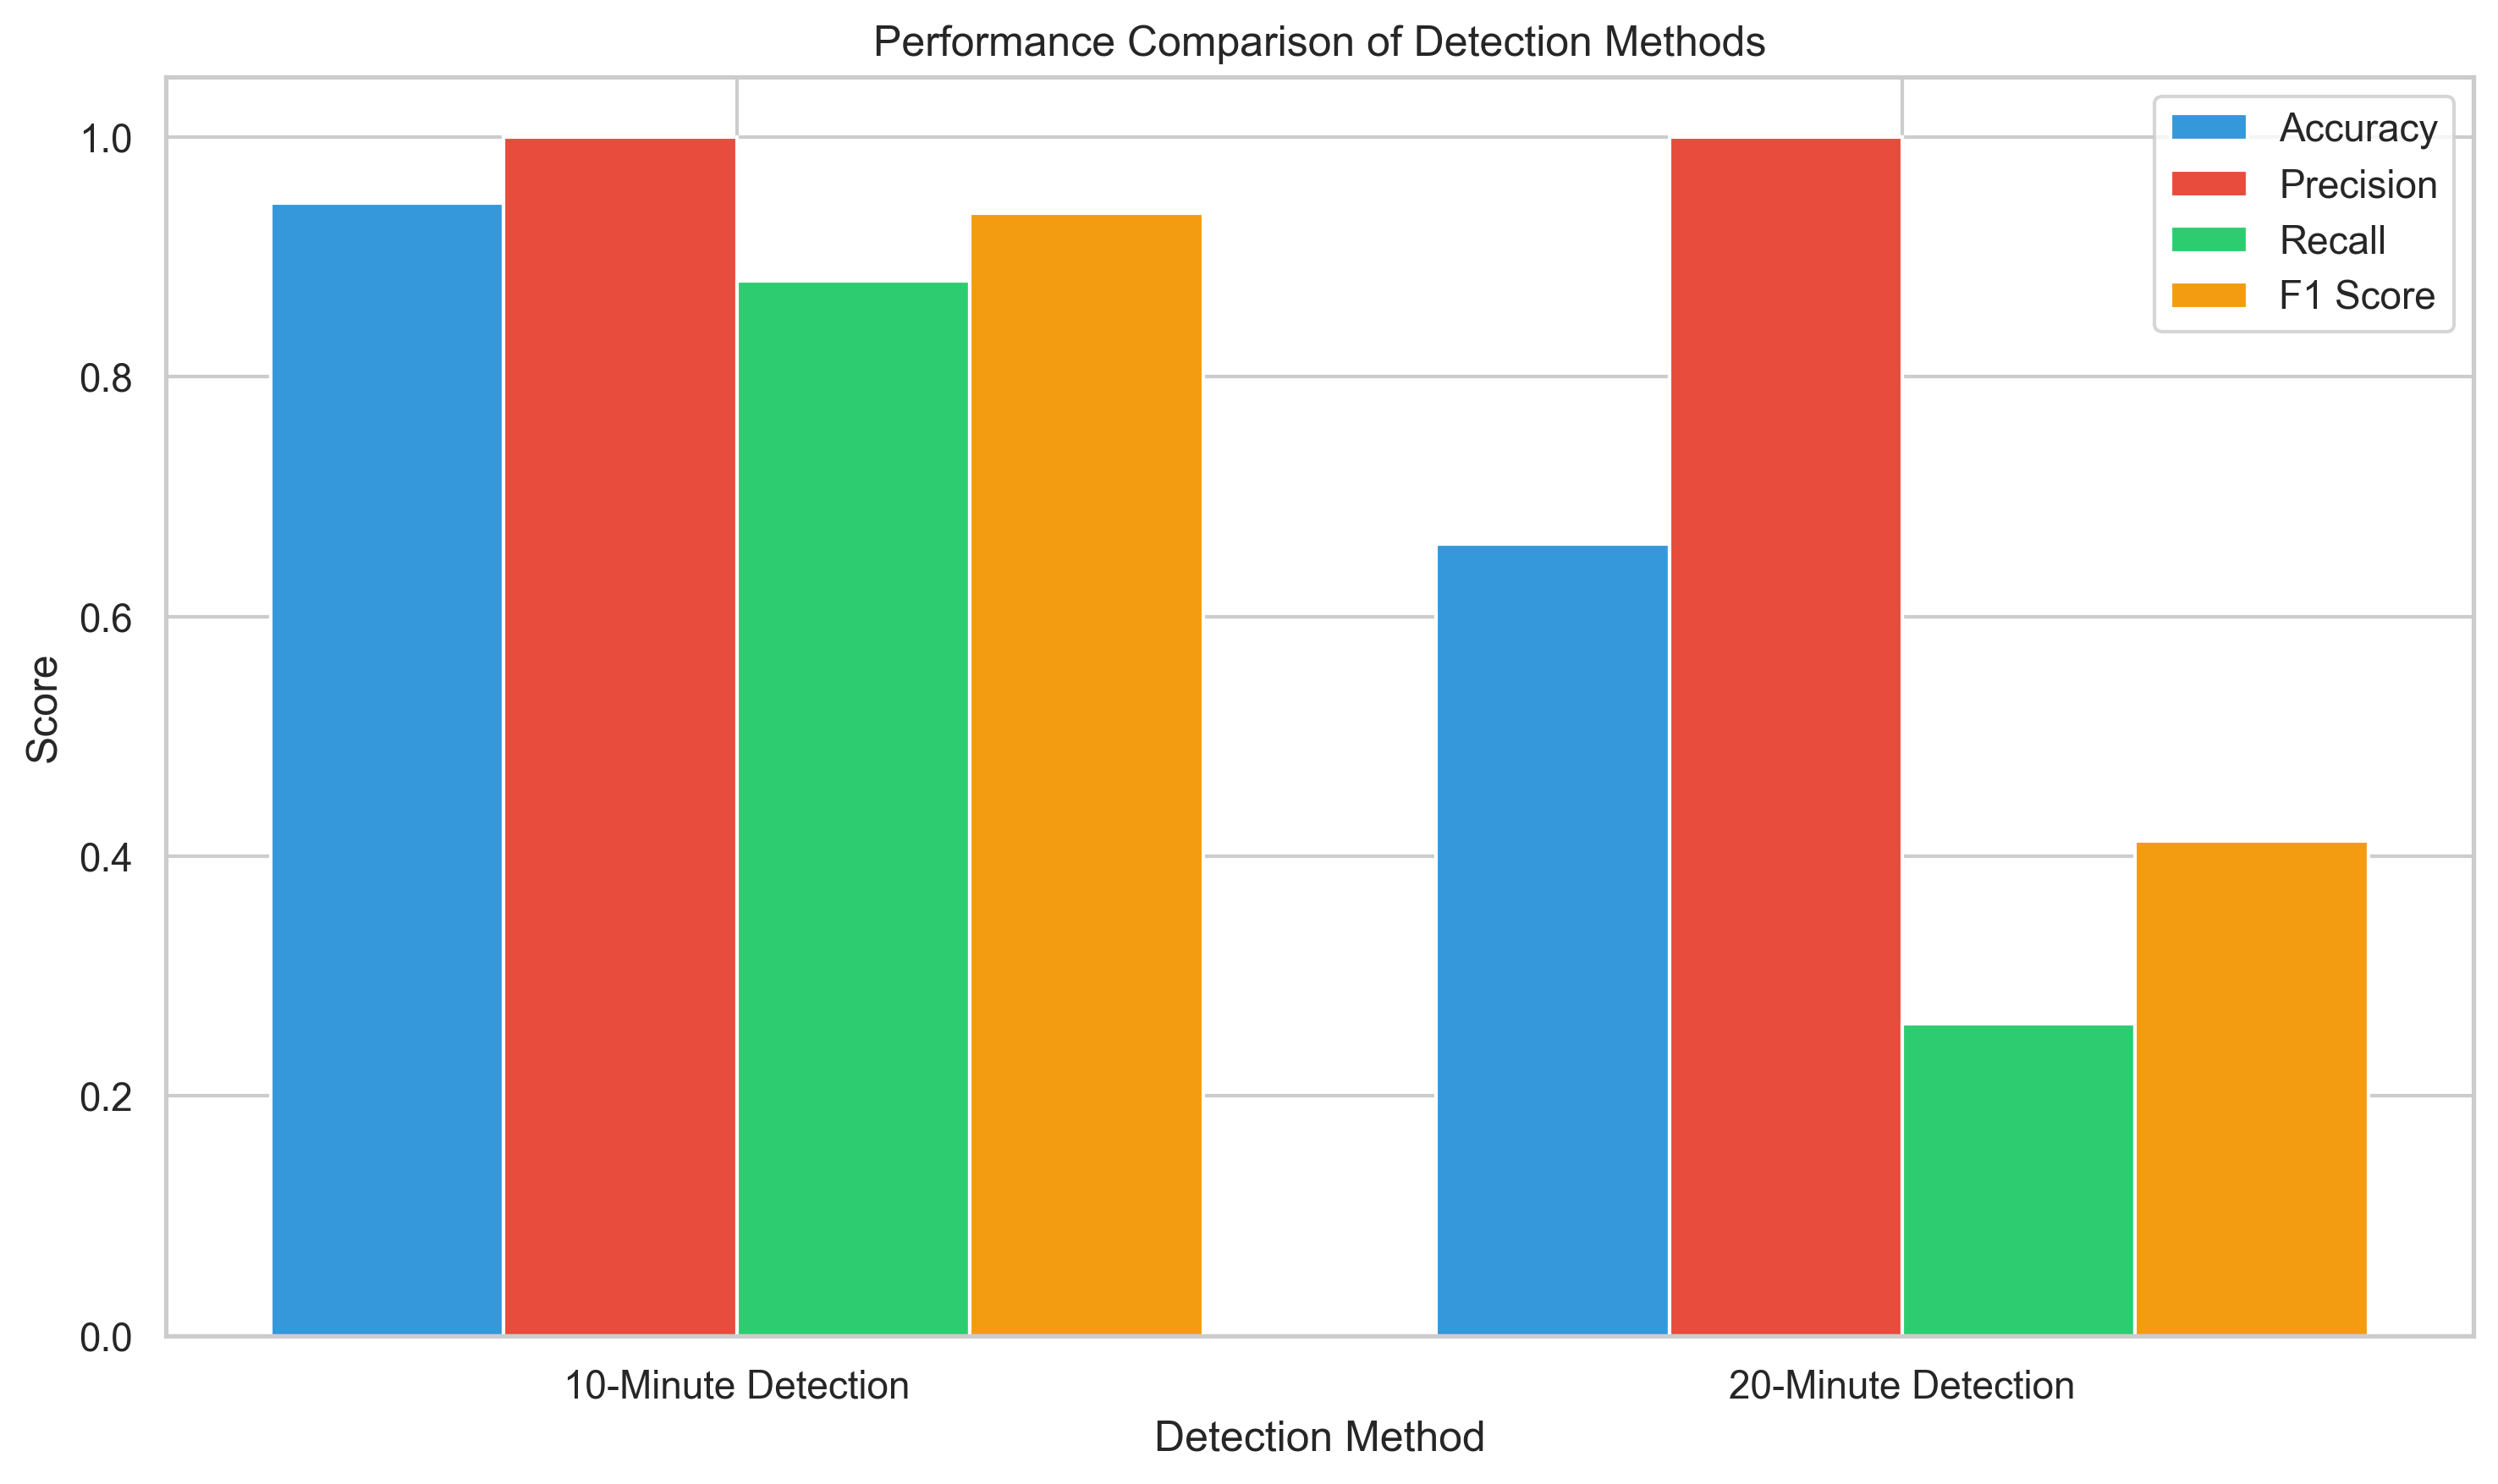 Performance Comparison of Detection Methods
Accuracy
Precision
Recall
F1 Score
1.0
0.8
0.6
0.4
0.2
0.0
Score
10-Minute Detection
20-Minute Detection
Detection Method